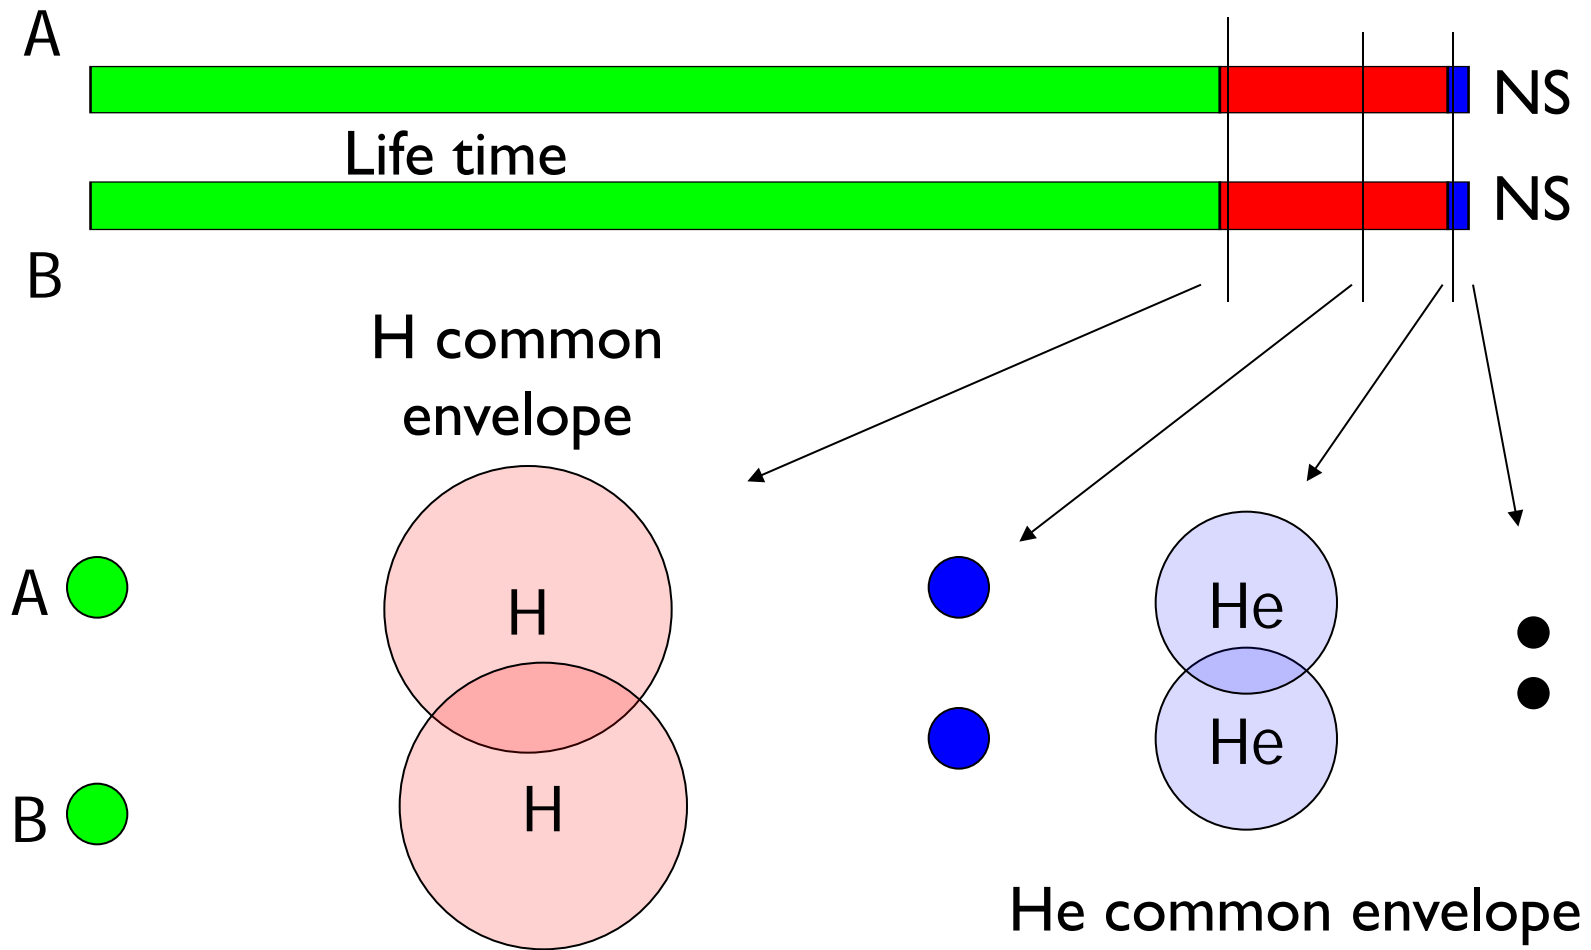 A
NS
Life time
NS
B
H common
envelope
A
H
He
B
H
He
He common envelope